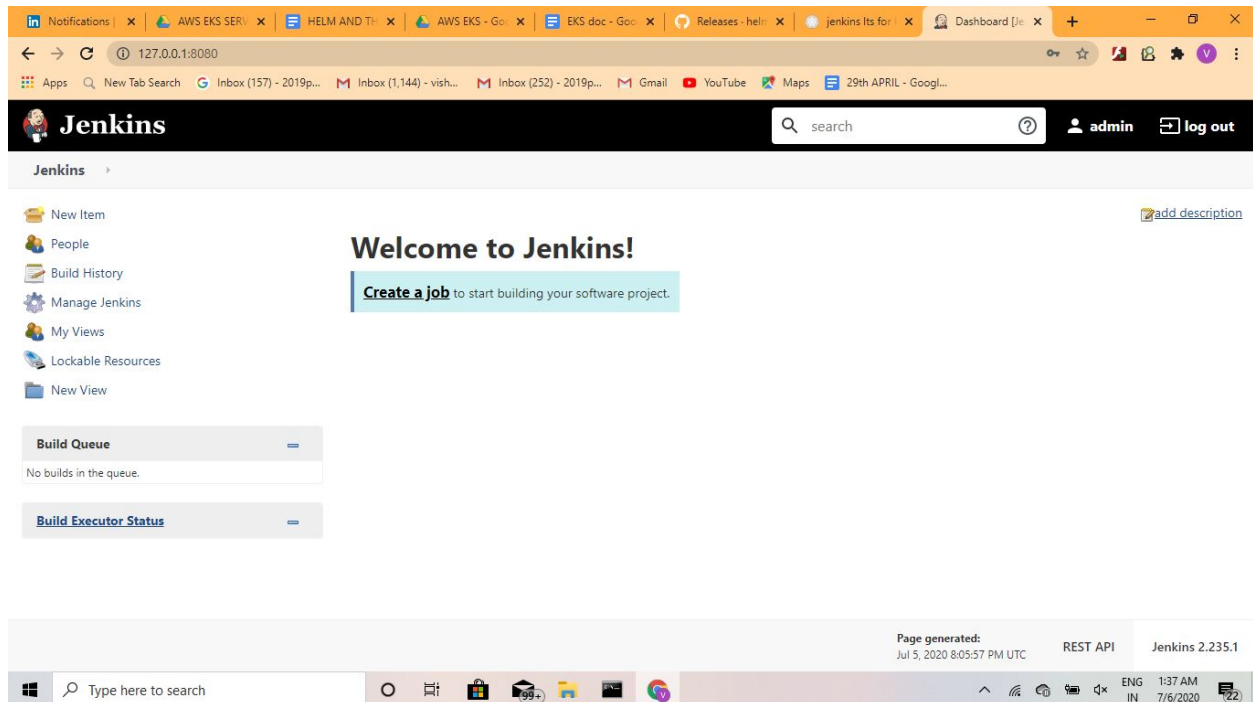 Notifications |
AWS EKS SERV
HELM AND TH
AWS EKS - Goo
EKS doc - Goo
Releases · helm
jenkins lts for
Dashboard [Je
127.0.0.1:8080
Apps
New Tab Search
Inbox (157) - 2019p...
Inbox (1,144) - vish...
Inbox (252) - 2019p...
Gmail
YouTube
Maps
29th APRIL - Googl...
V
Jenkins
search
admin
log out
Jenkins
add description
New Item
People
Build History
Manage Jenkins
My Views
Lockable Resources
New View
Welcome to Jenkins!
Create a job to start building your software project.
Build Queue
No builds in the queue.
Build Executor Status
Page generated:
Jul 5, 2020 8:05:57 PM UTC
REST API
Jenkins 2.235.1
Type here to search
99+
ENG
IN
1:37 AM
7/6/2020
22